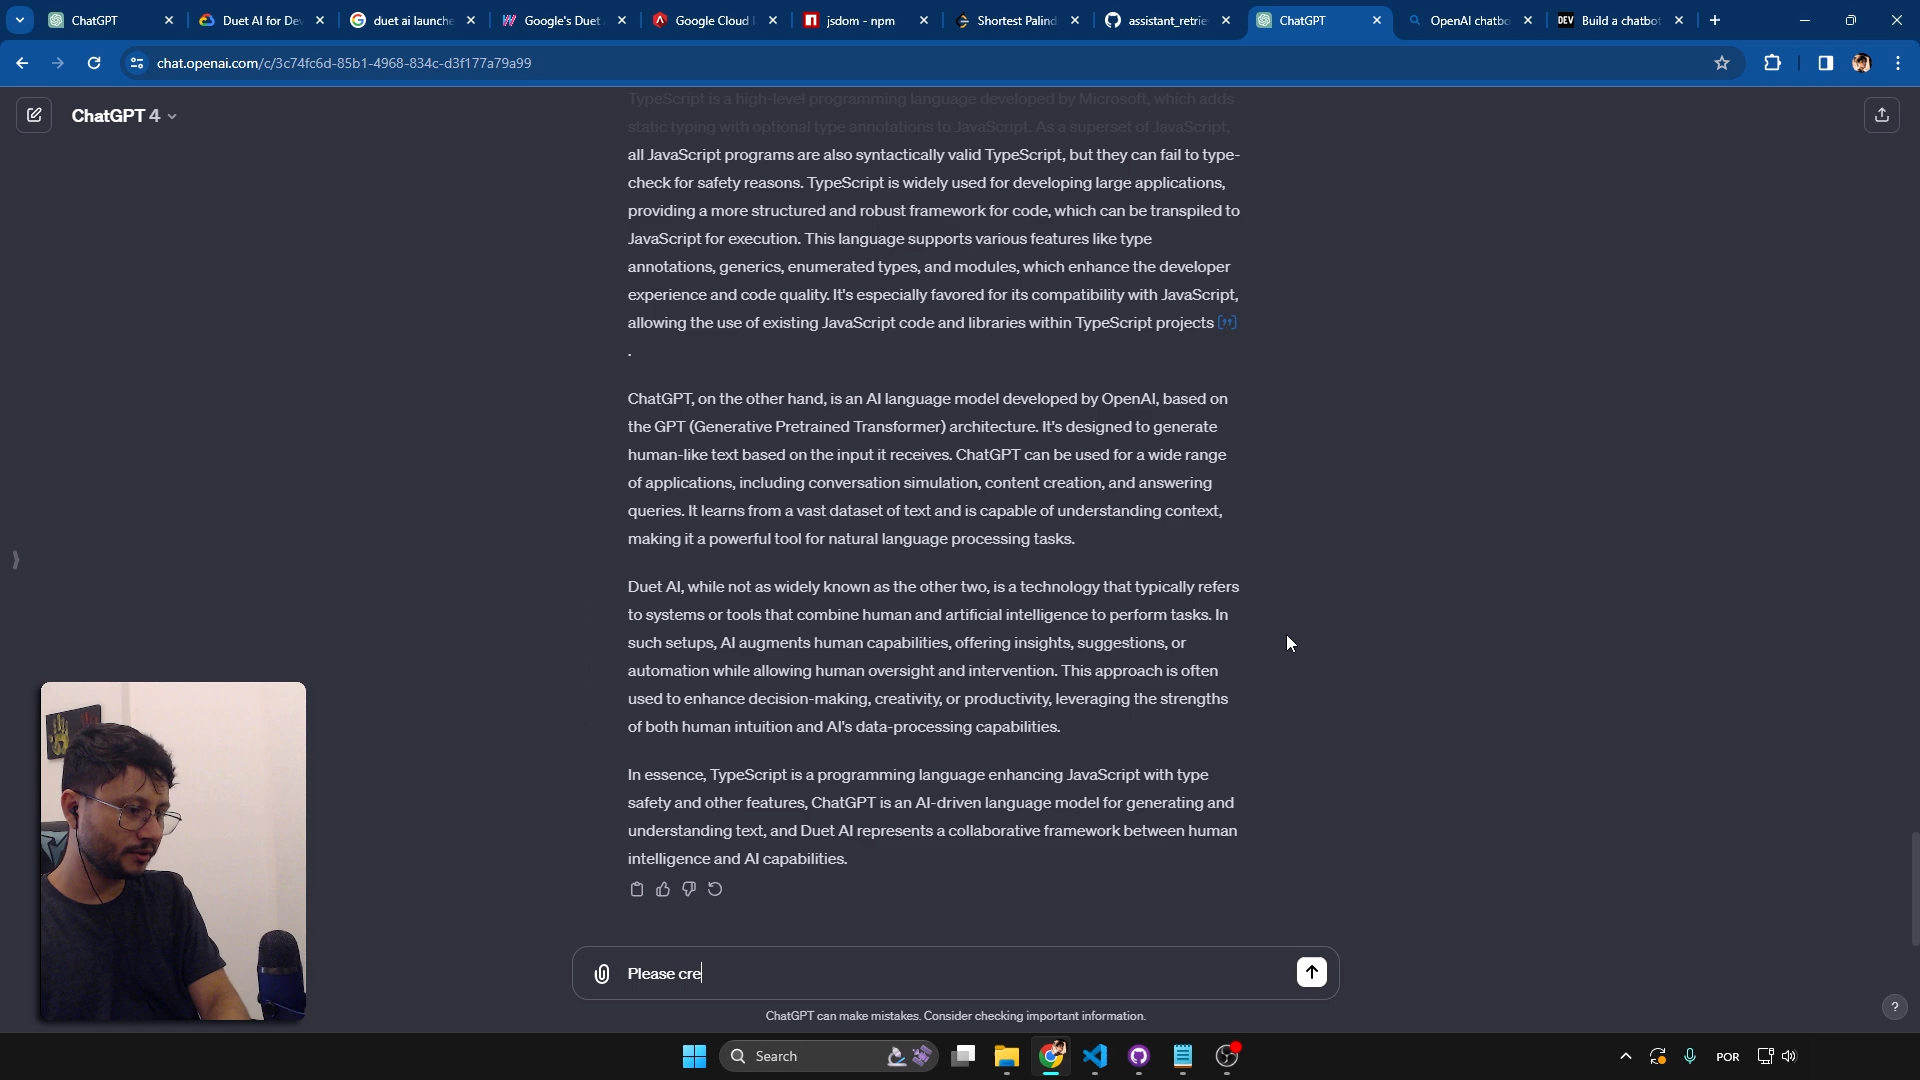 ChatGPT
Duet AI for De
duet ai launche
Google's Duet
Google Cloud
jsdom - npm
Shortest Palind
assistant_retrie
ChatGPT
OpenAI chatbo
DEV
Build a chatbot
chat.openai.com/c/3c74fc6d-85b1-4968-834c-d3f177a79a99
ChatGPT 4
TypeScript is a high-level programming language developed by Microsoft, which adds
static typing with optional type annotations to JavaScript. As a superset of JavaScript,
all JavaScript programs are also syntactically valid TypeScript, but they can fail to type-
check for safety reasons. TypeScript is widely used for developing large applications,
providing a more structured and robust framework for code, which can be transpiled to
JavaScript for execution. This language supports various features like type
annotations, generics, enumerated types, and modules, which enhance the developer
experience and code quality. It's especially favored for its compatibility with JavaScript,
allowing the use of existing JavaScript code and libraries within TypeScript projects ["]
.
ChatGPT, on the other hand, is an AI language model developed by OpenAI, based on
the GPT (Generative Pretrained Transformer) architecture. It's designed to generate
human-like text based on the input it receives. ChatGPT can be used for a wide range
of applications, including conversation simulation, content creation, and answering
queries. It learns from a vast dataset of text and is capable of understanding context,
making it a powerful tool for natural language processing tasks.
Duet AI, while not as widely known as the other two, is a technology that typically refers
to systems or tools that combine human and artificial intelligence to perform tasks. In
such setups, AI augments human capabilities, offering insights, suggestions, or
automation while allowing human oversight and intervention. This approach is often
used to enhance decision-making, creativity, or productivity, leveraging the strengths
of both human intuition and AI's data-processing capabilities.
In essence, TypeScript is a programming language enhancing JavaScript with type
safety and other features, ChatGPT is an AI-driven language model for generating and
understanding text, and Duet AI represents a collaborative framework between human
intelligence and AI capabilities.
Please cre
ChatGPT can make mistakes. Consider checking important information.
?
Search
POR